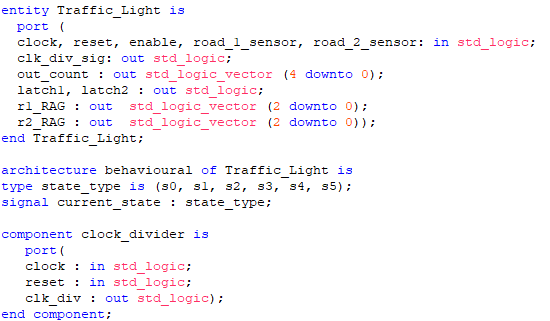 entity Traffic_Light is
port (
clock, reset, enable, road_1_sensor, road_2_sensor: in std_logic;
clk_div_sig: out std_logic;
out_count : out std_logic_vector (4 downto 0);
latch1, latch2 : out std_logic;
r1_RAG : out std_logic_vector (2 downto 0);
r2_RAG : out std_logic_vector (2 downto 0));
end Traffic_Light;
architecture behavioural of Traffic_Light is
type state_type is (s0, s1, s2, s3, s4, s5);
signal current_state : state_type;
component clock_divider is
port(
clock : in std_logic;
reset : in std_logic;
clk_div : out std_logic);
end component;